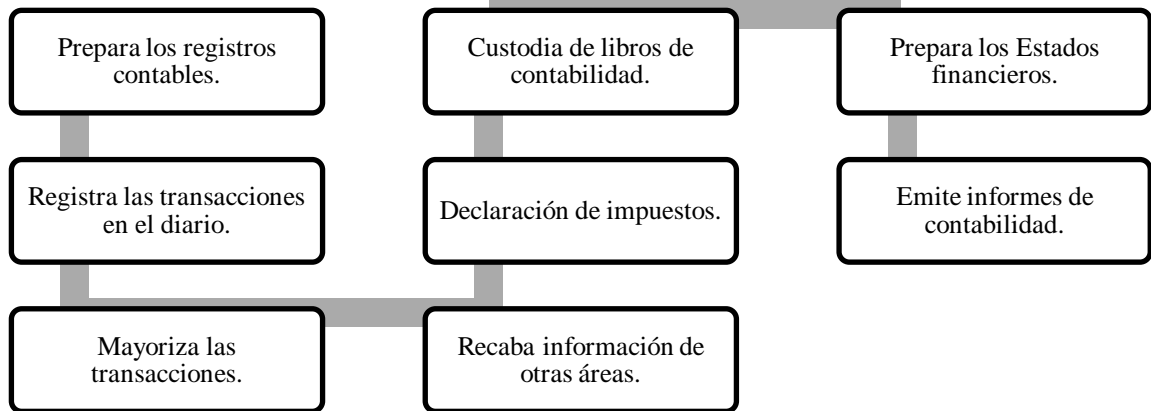 Prepara los registros
contables.
Registra las transacciones
en el diario.
Mayoriza las
transacciones.
Recaba información de
otras áreas.
Declaración de impuestos.
Custodia de libros de
contabilidad.
Prepara los Estados
financieros.
Emite informes de
contabilidad.